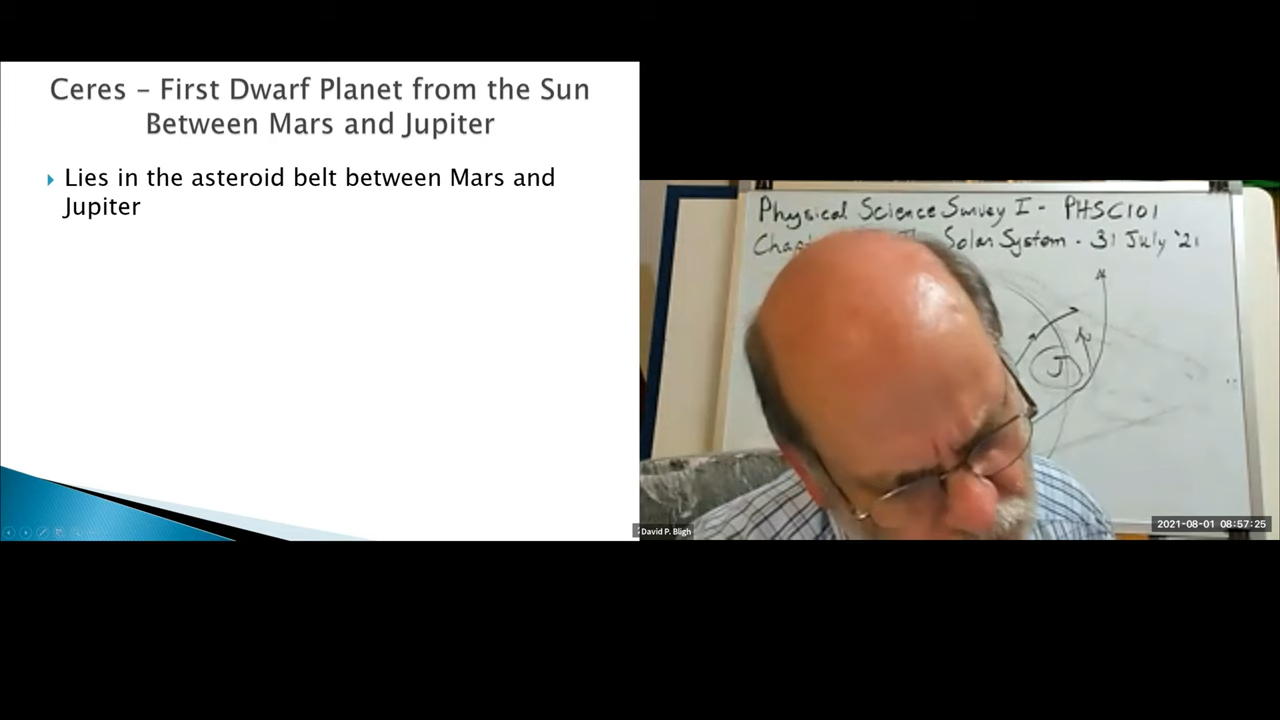 Ceres – First Dwarf Planet from the Sun
Between Mars and Jupiter
Lies in the asteroid belt between Mars and
Jupiter
Physical Science Survey I - PHSC101
Solar System - 31 July '21
J
David P. Bligh
2021-08-01 08:57:25